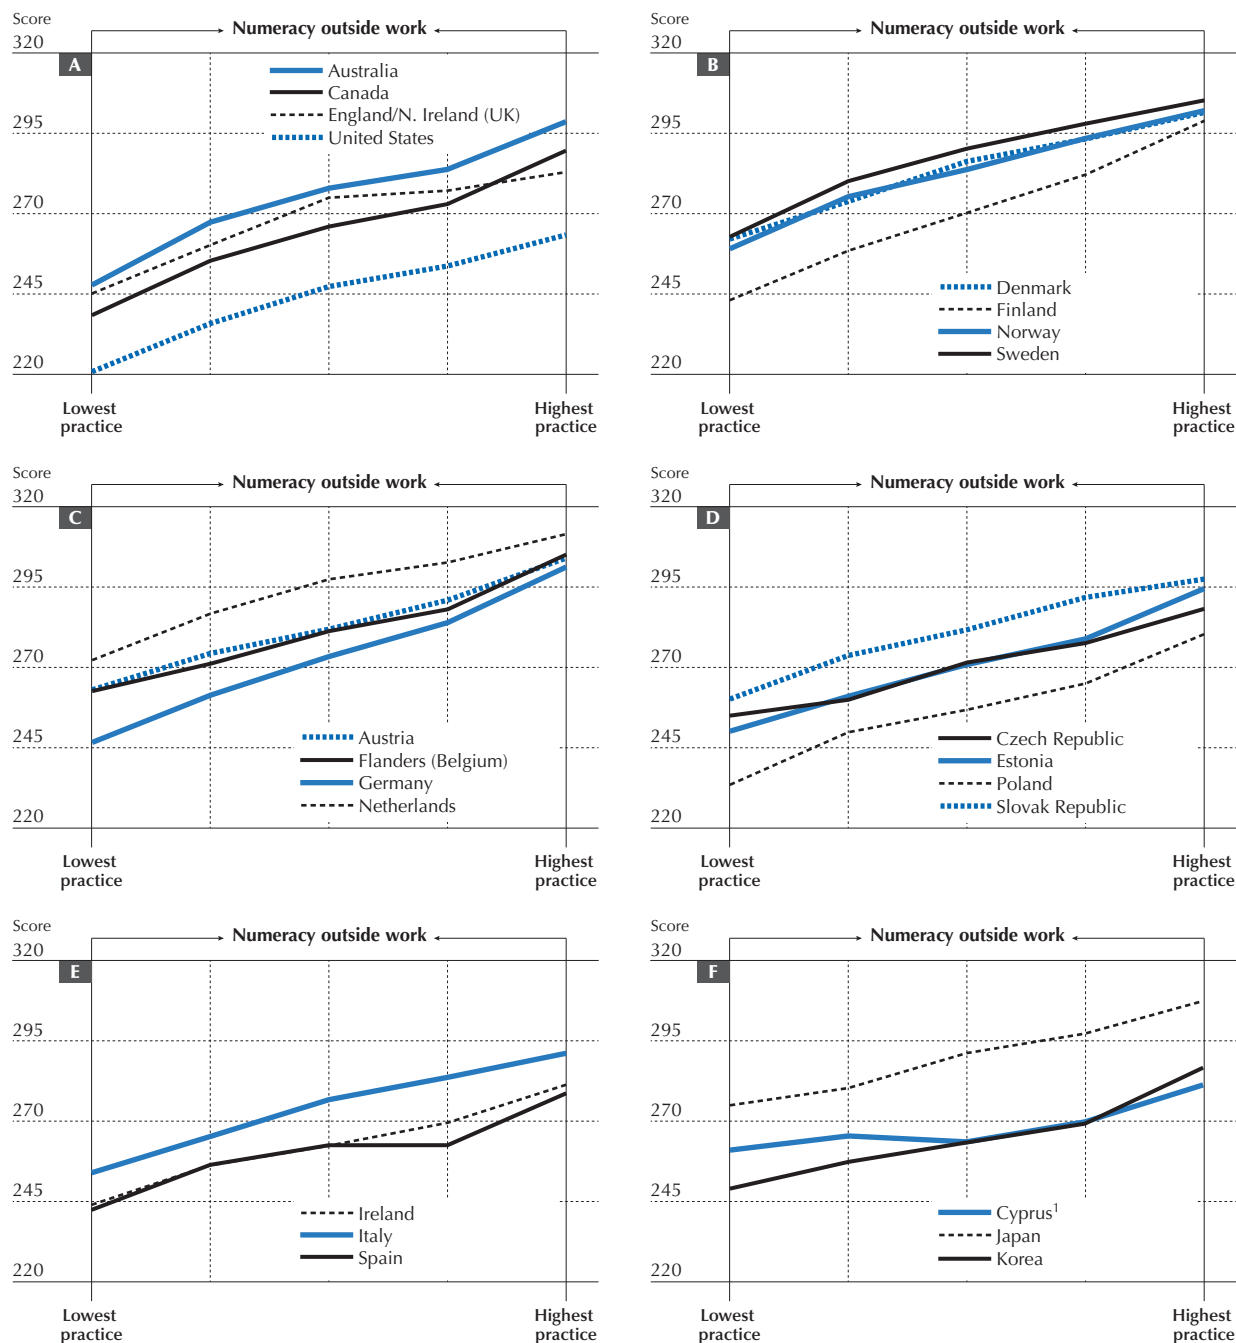 Score
Numeracy outside work
320
A
Australia
Canada
England/N. Ireland (UK)
United States
295
270
245
220
Lowest
practice
Highest
practice
Score
Numeracy outside work
320
B
295
270
245
Denmark
Finland
Norway
Sweden
220
Lowest
practice
Highest
practice
Score
Numeracy outside work
320
C
295
270
245
Austria
Flanders (Belgium)
Germany
Netherlands
220
Lowest
practice
Highest
practice
Score
Numeracy outside work
320
D
295
270
245
Czech Republic
Estonia
Poland
Slovak Republic
220
Lowest
practice
Highest
practice
Score
Numeracy outside work
320
E
295
270
245
Ireland
Italy
Spain
220
Lowest
practice
Highest
practice
Score
Numeracy outside work
320
F
295
270
245
Cyprus¹
Japan
Korea
220
Lowest
practice
Highest
practice